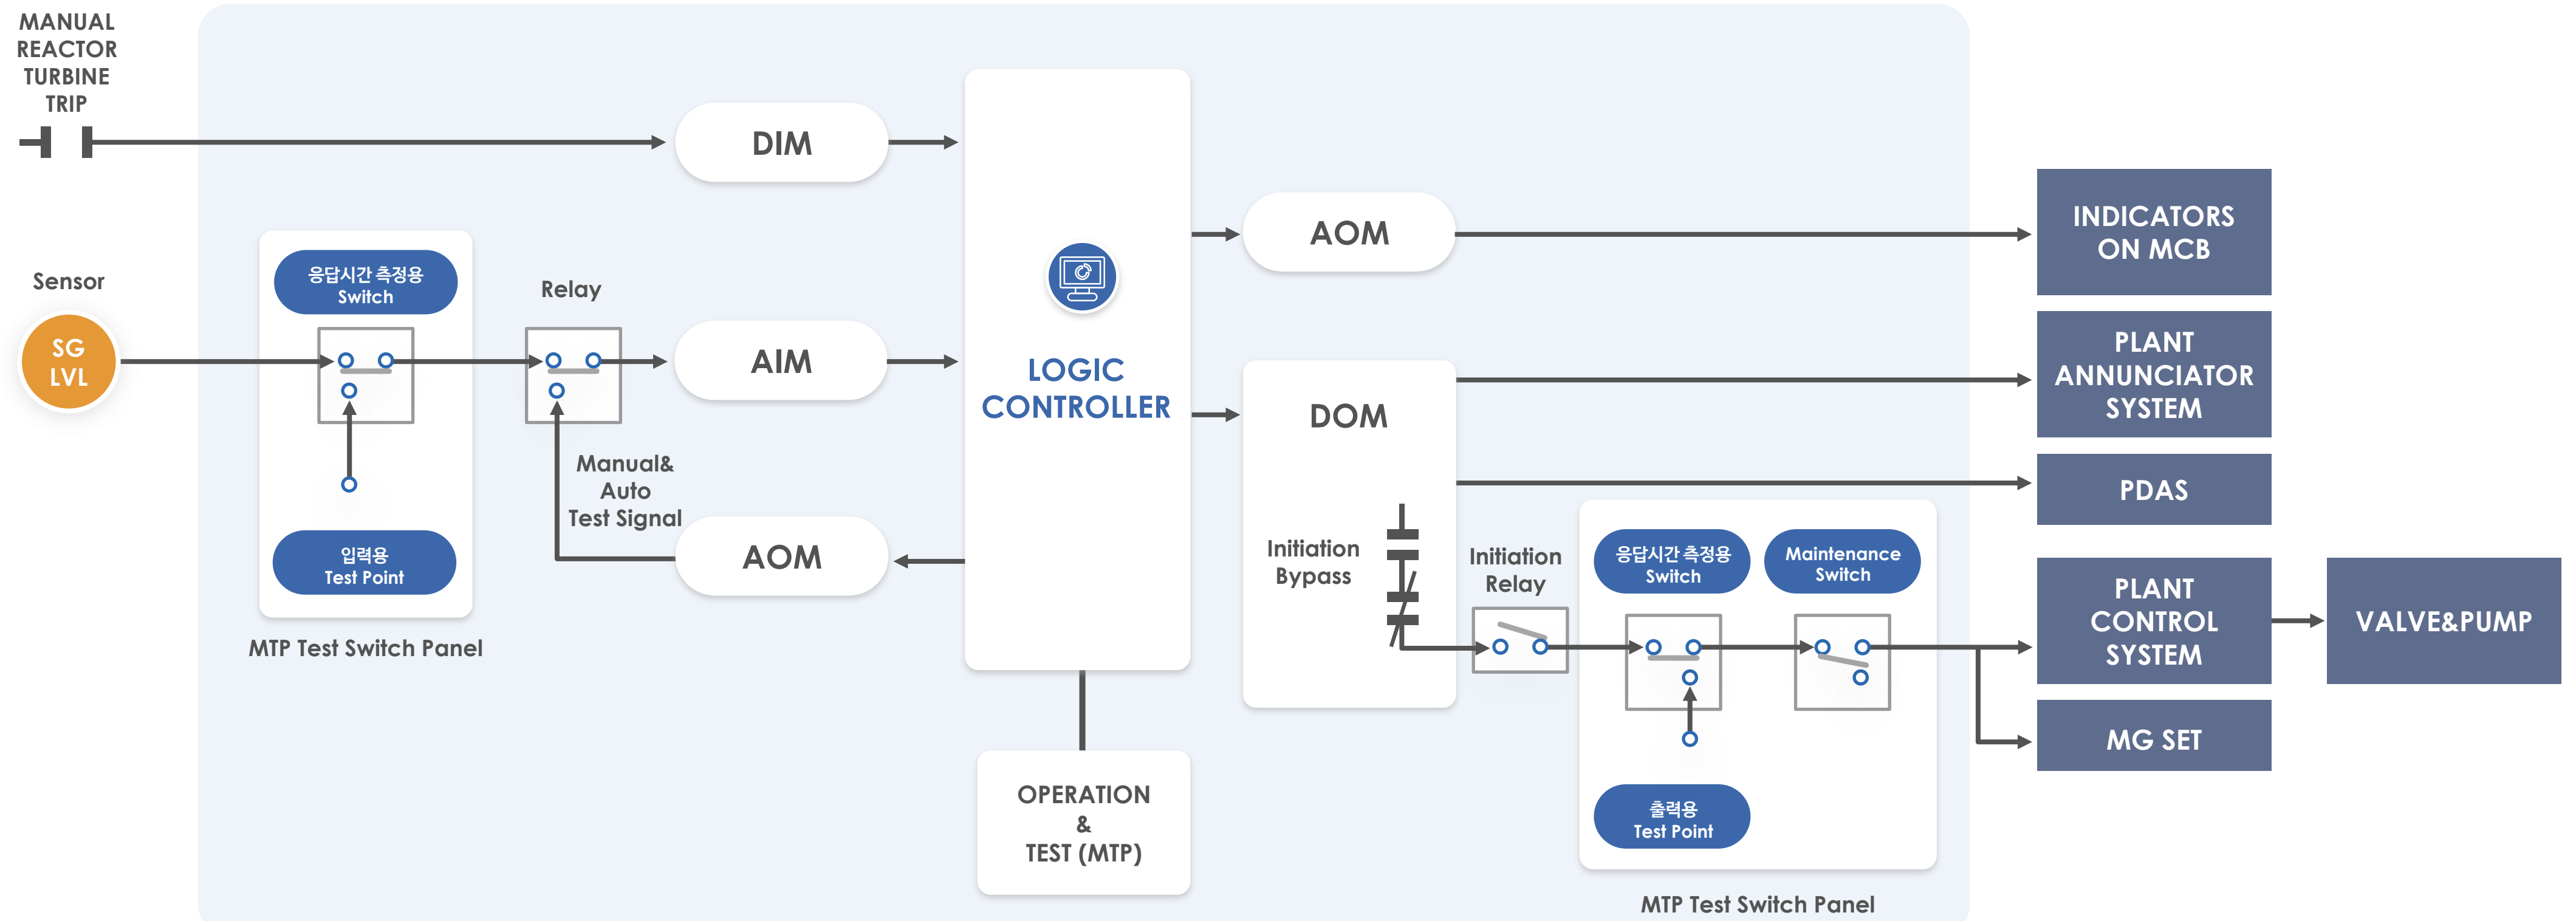 MANUAL
REACTOR
TURBINE
TRIP
DIM
Sensor
SG
LVL
응답시간 측정용
Switch
입력용
Test Point
MTP Test Switch Panel
Relay
AIM
Manual&
Auto
Test Signal
AOM
LOGIC
CONTROLLER
OPERATION
&
TEST (MTP)
AOM
DOM
Initiation
Bypass
Initiation
Relay
응답시간 측정용
Switch
Maintenance
Switch
출력용
Test Point
MTP Test Switch Panel
INDICATORS
ON MCB
PLANT
ANNUNCIATOR
SYSTEM
PDAS
PLANT
CONTROL
SYSTEM
VALVE&PUMP
MG SET